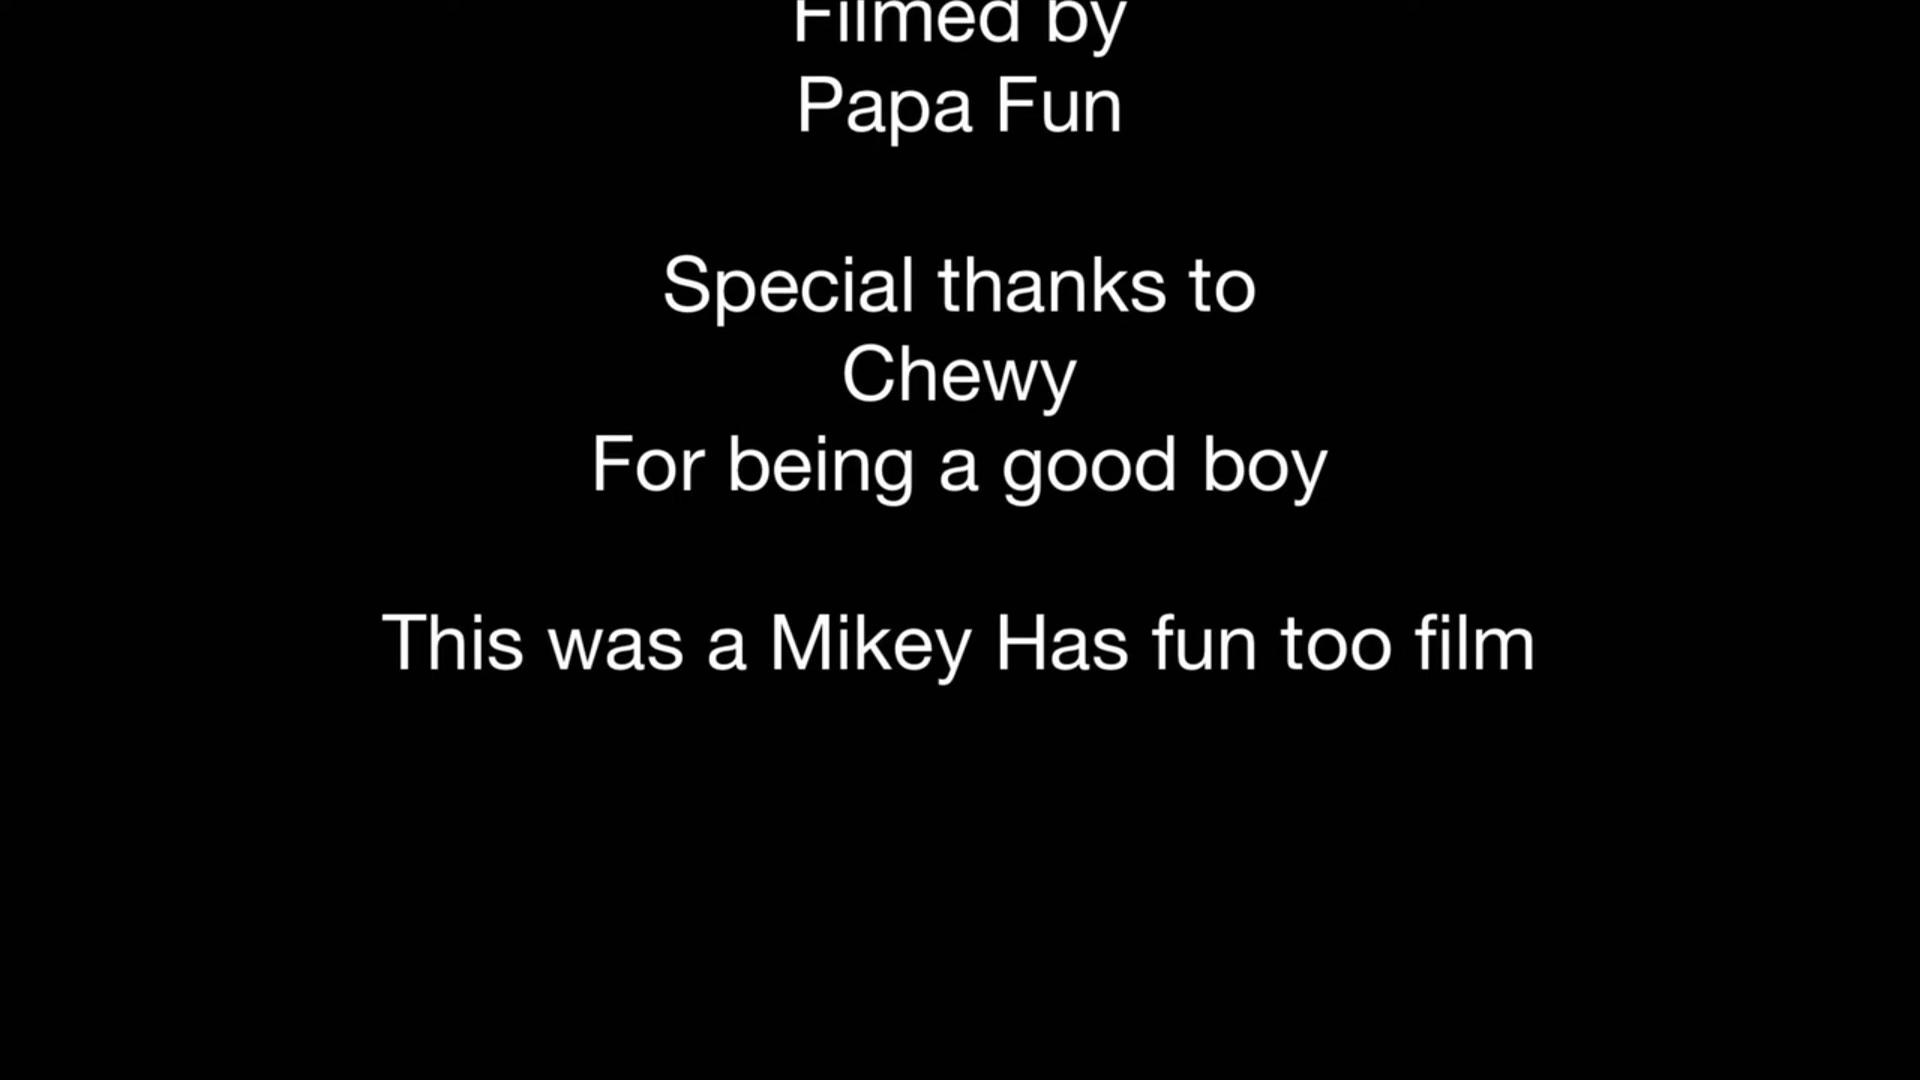 Filmed by
Papa Fun
Special thanks to
Chewy
For being a good boy
This was a Mikey Has fun too film